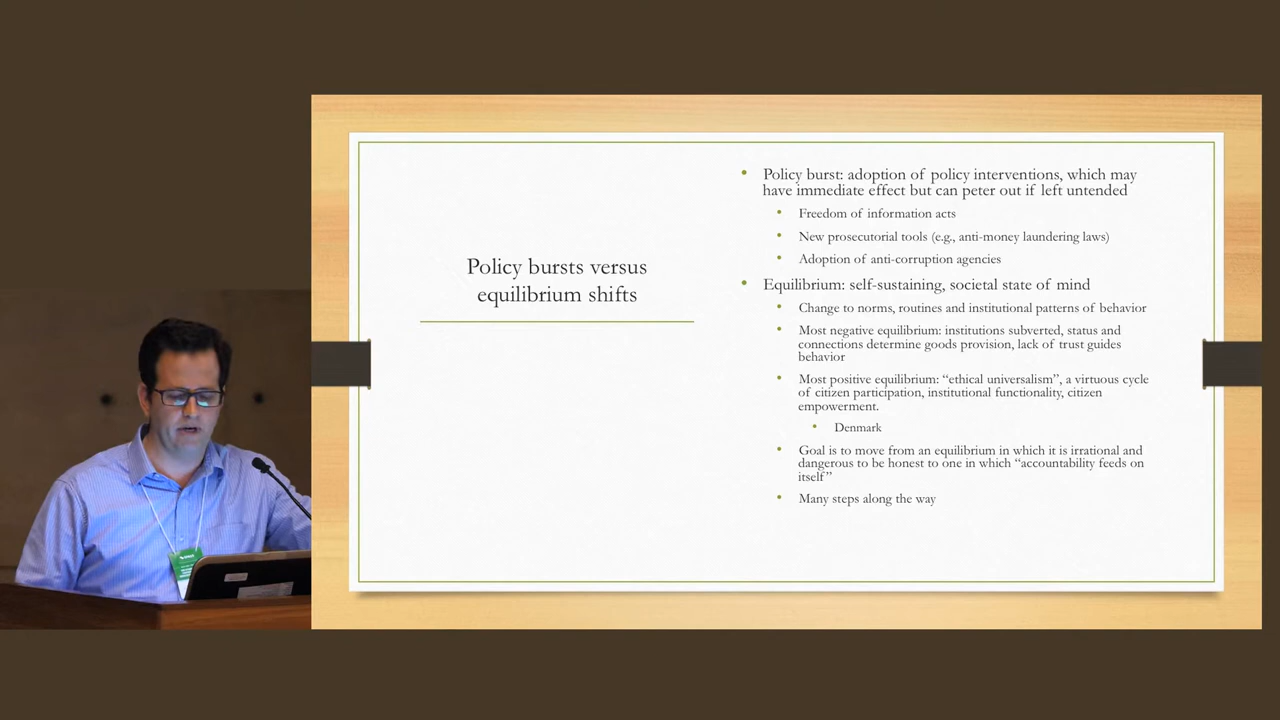 Policy bursts versus
equilibrium shifts
• Policy burst: adoption of policy interventions, which may
have immediate effect but can peter out if left untended
• Freedom of information acts
• New prosecutorial tools (e.g., anti-money laundering laws)
• Adoption of anti-corruption agencies
• Equilibrium: self-sustaining, societal state of mind
• Change to norms, routines and institutional patterns of behavior
• Most negative equilibrium: institutions subverted, status and
connections determine goods provision, lack of trust guides
behavior
• Most positive equilibrium: “ethical universalism”, a virtuous cycle
of citizen participation, institutional functionality, citizen
empowerment.
• Denmark
• Goal is to move from an equilibrium in which it is irrational and
dangerous to be honest to one in which “accountability feeds on
itself”
• Many steps along the way